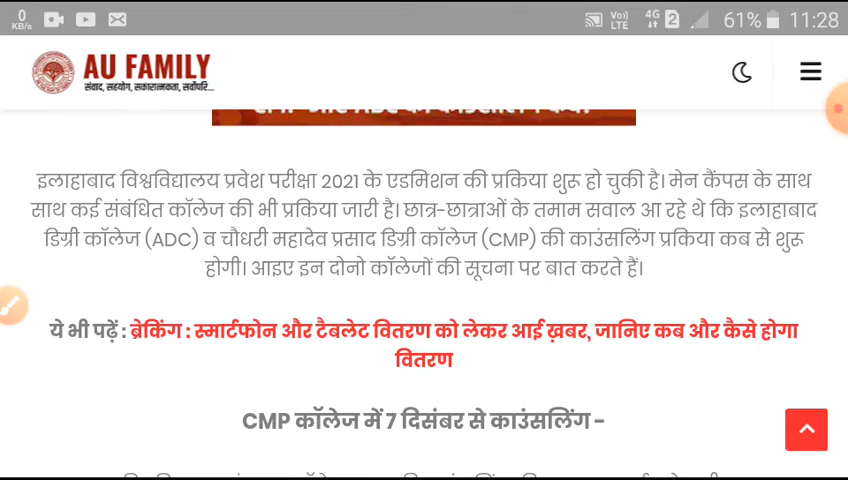 0
KB/s
Vo)
LTE
4G
2
61%
11:28
AU FAMILY
संवाद, सहयोग, सकारात्मकता, सर्वोपरि...
इलाहाबाद विश्वविद्यालय प्रवेश परीक्षा 2021 के एडमिशन की प्रकिया शुरू हो चुकी है। मेन कैंपस के साथ
साथ कई संबंधित कॉलेज की भी प्रकिया जारी है। छात्र-छात्राओं के तमाम सवाल आ रहे थे कि इलाहाबाद
डिग्री कॉलेज (ADC) व चौधरी महादेव प्रसाद डिग्री कॉलेज (CMP) की काउंसलिंग प्रकिया कब से शुरू
होगी। आइए इन दोनो कॉलेजों की सूचना पर बात करते हैं।
ये भी पढ़ें : ब्रेकिंग : स्मार्टफोन और टैबलेट वितरण को लेकर आई ख़बर, जानिए कब और कैसे होगा
वितरण
CMP कॉलेज में 7 दिसंबर से काउंसलिंग -